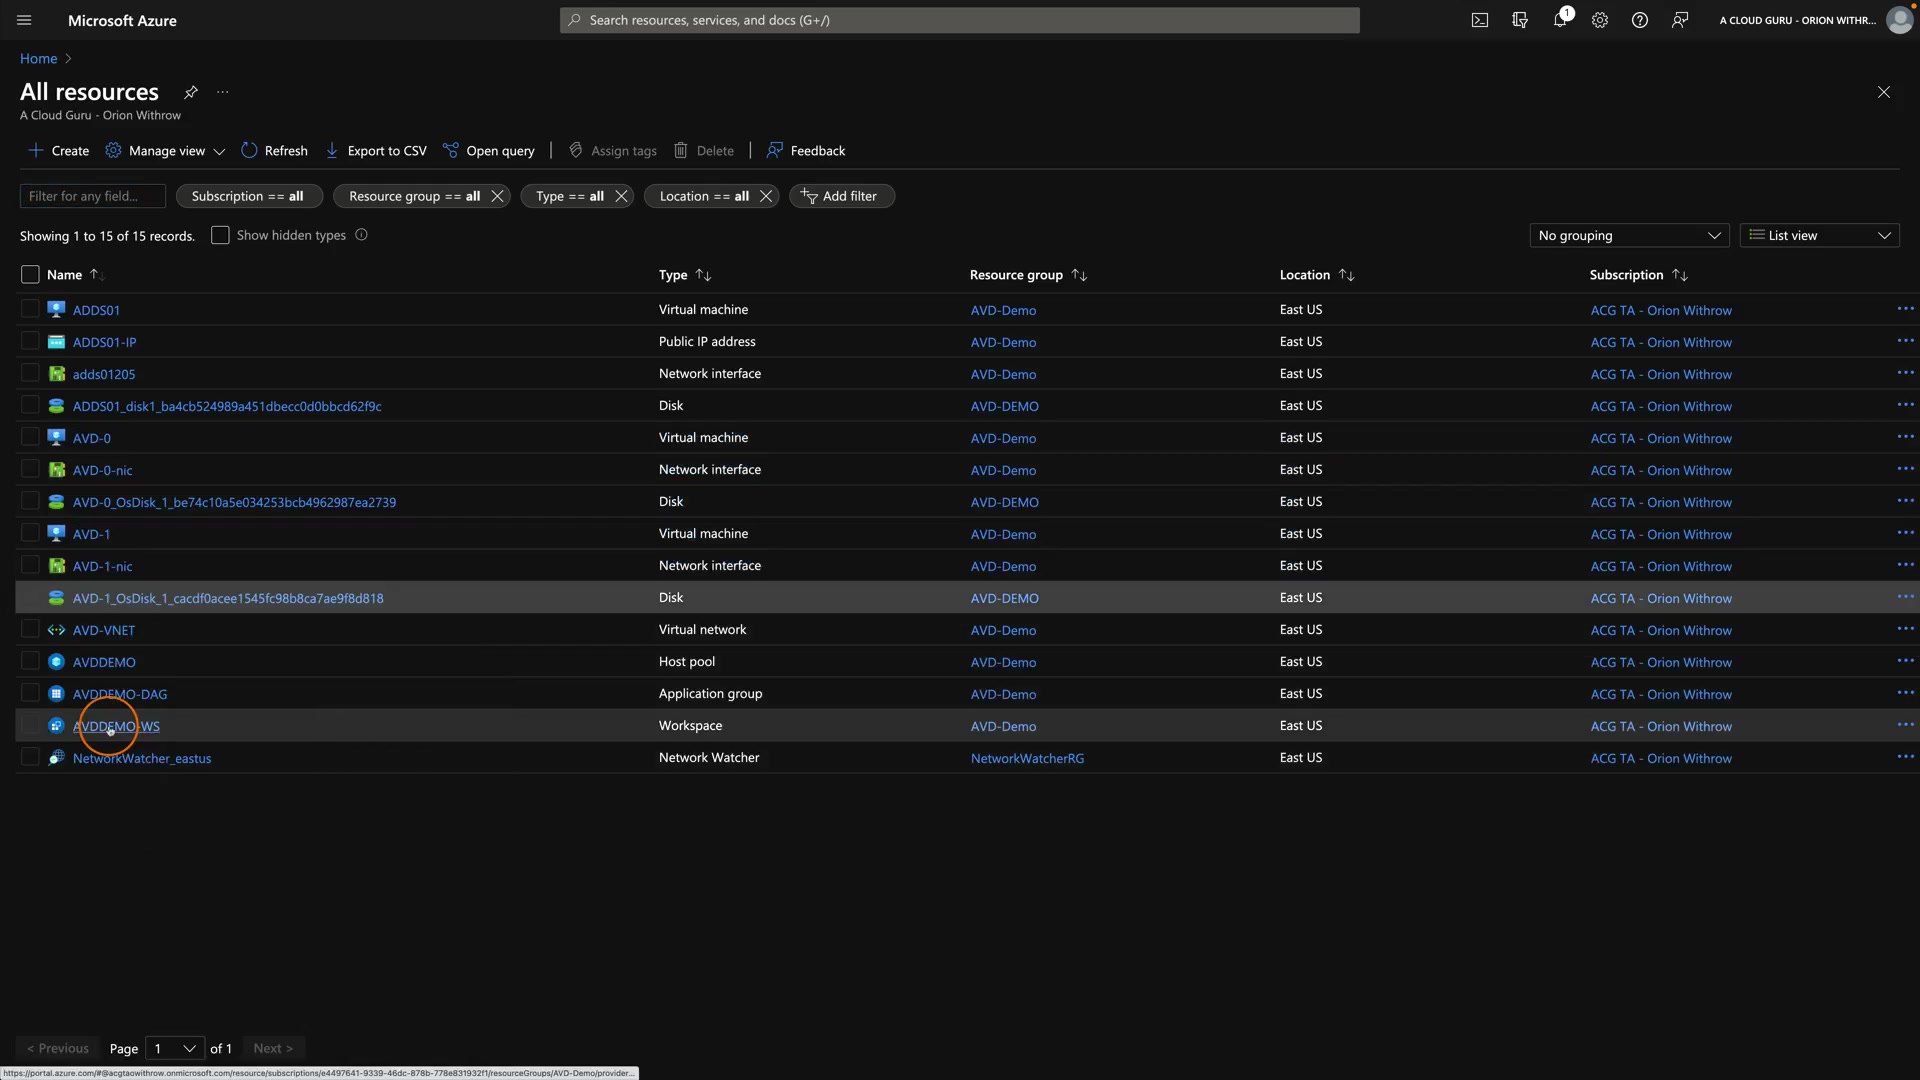 Microsoft Azure
Search resources, services, and docs (G+/)
1
A CLOUD GURU - ORION WITHR...
Home >
All resources ...
A Cloud Guru - Orion Withrow
Create Manage view Refresh Export to CSV Open query | Assign tags Delete | Feedback
Filter for any field... Subscription == all Resource group == all Type == all Location == all Add filter
Showing 1 to 15 of 15 records. Show hidden types No grouping List view
Name Type Resource group Location Subscription
ADDS01 Virtual machine AVD-Demo East US ACG TA - Orion Withrow ...
ADDS01-IP Public IP address AVD-Demo East US ACG TA - Orion Withrow ...
adds01205 Network interface AVD-Demo East US ACG TA - Orion Withrow ...
ADDS01_disk1_ba4cb524989a451dbecc0d0bbcd62f9c Disk AVD-DEMO East US ACG TA - Orion Withrow ...
AVD-0 Virtual machine AVD-Demo East US ACG TA - Orion Withrow ...
AVD-0-nic Network interface AVD-Demo East US ACG TA - Orion Withrow ...
AVD-0_OsDisk_1_be74c10a5e034253bcb4962987ea2739 Disk AVD-DEMO East US ACG TA - Orion Withrow ...
AVD-1 Virtual machine AVD-Demo East US ACG TA - Orion Withrow ...
AVD-1-nic Network interface AVD-Demo East US ACG TA - Orion Withrow ...
AVD-1_OsDisk_1_cacdf0acee1545fc98b8ca7ae9f8d818 Disk AVD-DEMO East US ACG TA - Orion Withrow ...
AVD-VNET Virtual network AVD-Demo East US ACG TA - Orion Withrow ...
AVDDEMO Host pool AVD-Demo East US ACG TA - Orion Withrow ...
AVDDEMO-DAG Application group AVD-Demo East US ACG TA - Orion Withrow ...
AVDDEMO-WS Workspace AVD-Demo East US ACG TA - Orion Withrow ...
NetworkWatcher_eastus Network Watcher NetworkWatcherRG East US ACG TA - Orion Withrow ...
< Previous Page 1 of 1 Next >
https://portal.azure.com/#@acgtaowithrow.onmicrosoft.com/resource/subscriptions/e4497641-9339-46dc-878b-778e831932f1/resourceGroups/AVD-Demo/provider...